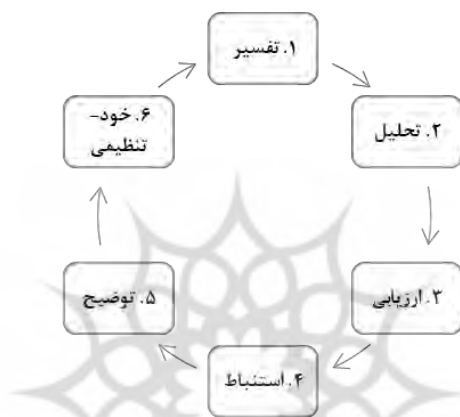 ۱. تفسیر
۲. تحلیل
۳. ارزیابی
۴. استنباط
۵. توضیح
۶. خود-
تنظیمی